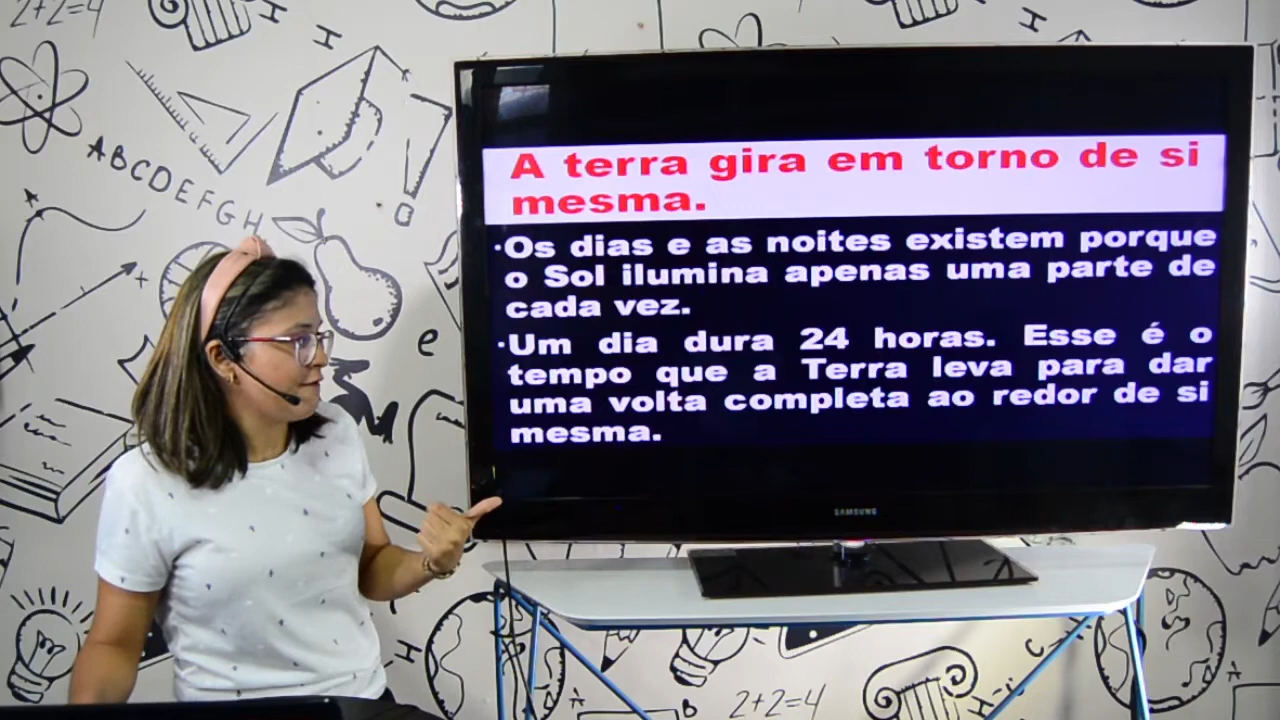 2+2=4
H
H
H
ABCDEFGH
A terra gira em torno de si
mesma.
·Os dias e as noites existem porque
o Sol ilumina apenas uma parte de
cada vez.
·Um dia dura 24 horas. Esse é o
tempo que a Terra leva para dar
uma volta completa ao redor de si
mesma.
e
SAMSUNG
H
C
A
B
2+2=4
H
A